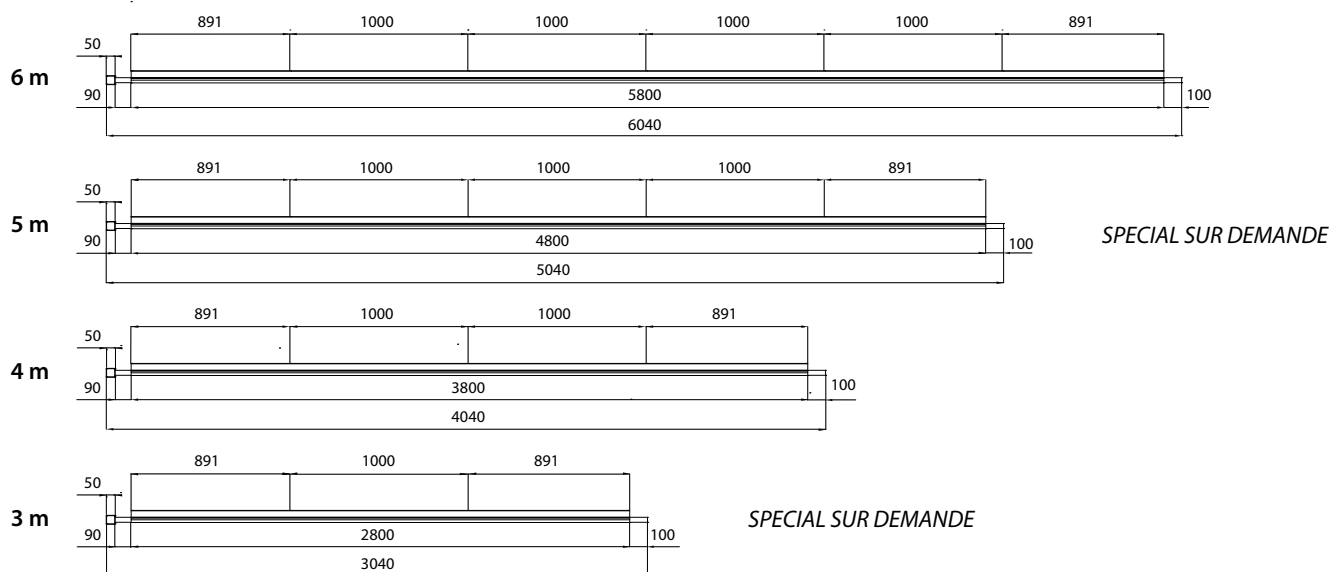 891 1000 1000 1000 1000 891
50
6 m
90 5800 100
6040
891 1000 1000 1000 891
50
5 m SPECIAL SUR DEMANDE
90 4800 100
5040
891 1000 1000 891
50
4 m
90 3800 100
4040
891 1000 891
50
3 m SPECIAL SUR DEMANDE
90 2800 100
3040